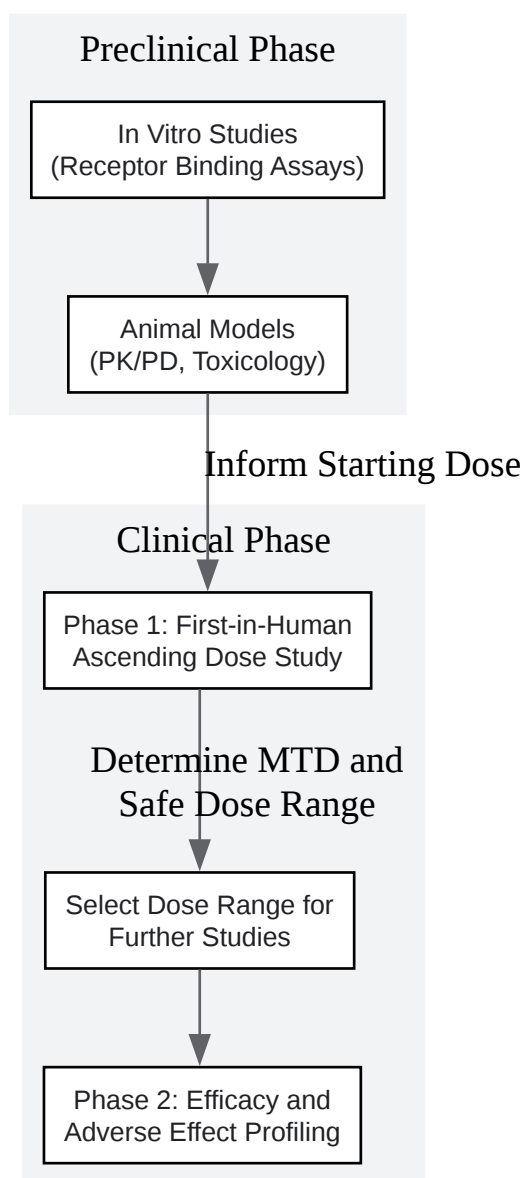 Preclinical Phase
In Vitro Studies
(Receptor Binding Assays)
Animal Models
(PK/PD, Toxicology)
Inform Starting Dose
Clinical Phase
Phase 1: First-in-Human
Ascending Dose Study
Determine MTD and
Safe Dose Range
Select Dose Range for
Further Studies
Phase 2: Efficacy and
Adverse Effect Profiling